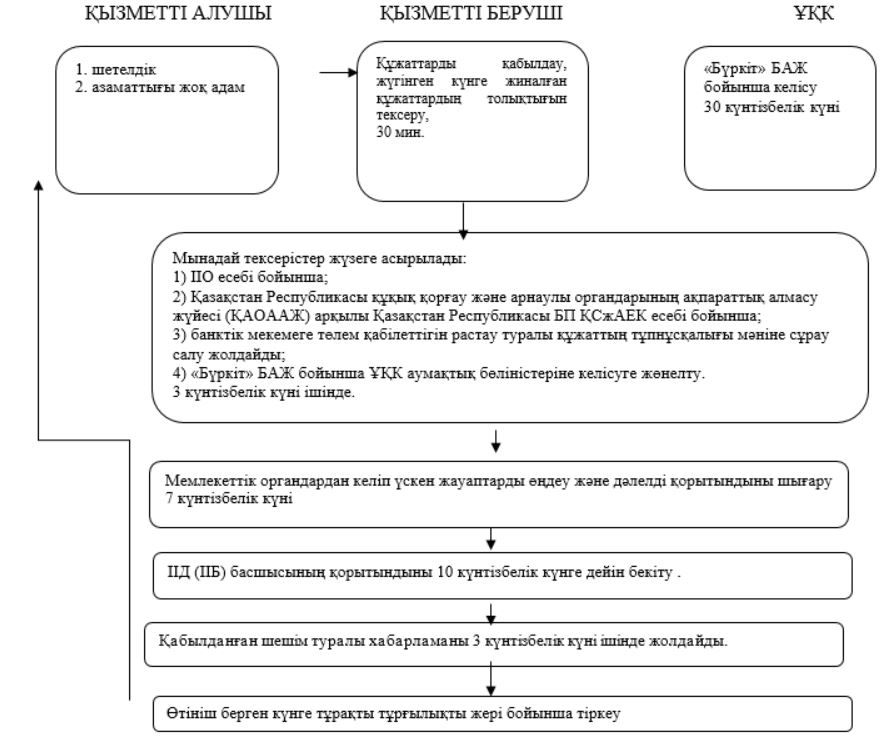 ҚЫЗМЕТТІ АЛУШЫ
ҚЫЗМЕТТІ БЕРУШІ
ҰҚК
1. шетелдік
2. азаматтығы жоқ адам
Құжаттарды қабылдау,
жүгінген күнге жиналған
құжаттардың толықтығын
тексеру,
30 мин.
«Бүркіт» БАЖ
бойынша келісу
30 күнтізбелік күні
Мынадай тексерістер жүзеге асырылады:
1) ІІО есебі бойынша;
2) Қазақстан Республикасы құқық қорғау және арнаулы органдарының ақпараттық алмасу
жүйесі (ҚАОААЖ) арқылы Қазақстан Республикасы БП ҚСжАЕК есебі бойынша;
3) банктік мекемеге төлем қабілеттігін растау туралы құжаттың тұпнұсқалығы мәніне сұрау
салу жолдайды;
4) «Бүркіт» БАЖ бойынша ҰҚК аумақтық бөліністеріне келісуге жөнелту.
3 күнтізбелік күні ішінде.
Мемлекеттік органдардан келіп үскен жауаптарды өңдеу және дәлелді қорытындыны шығару
7 күнтізбелік күні
ІІД (ІІБ) басшысының қорытындыны 10 күнтізбелік күнге дейін бекіту .
Қабылданған шешім туралы хабарламаны 3 күнтізбелік күні ішінде жолдайды.
Өтініш берген күнге тұрақты тұрғылықты жері бойынша тіркеу